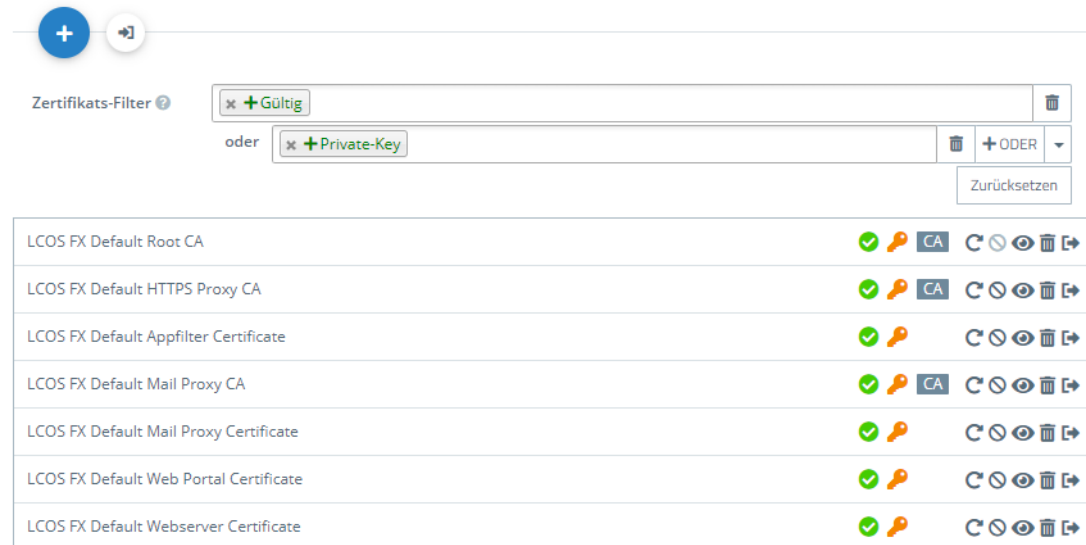 Zertifikats-Filter
Gültig
oder
Private-Key
ODER
Zurücksetzen
LCOS FX Default Root CA
CA
LCOS FX Default HTTPS Proxy CA
CA
LCOS FX Default Appfilter Certificate
LCOS FX Default Mail Proxy CA
CA
LCOS FX Default Mail Proxy Certificate
LCOS FX Default Web Portal Certificate
LCOS FX Default Webserver Certificate